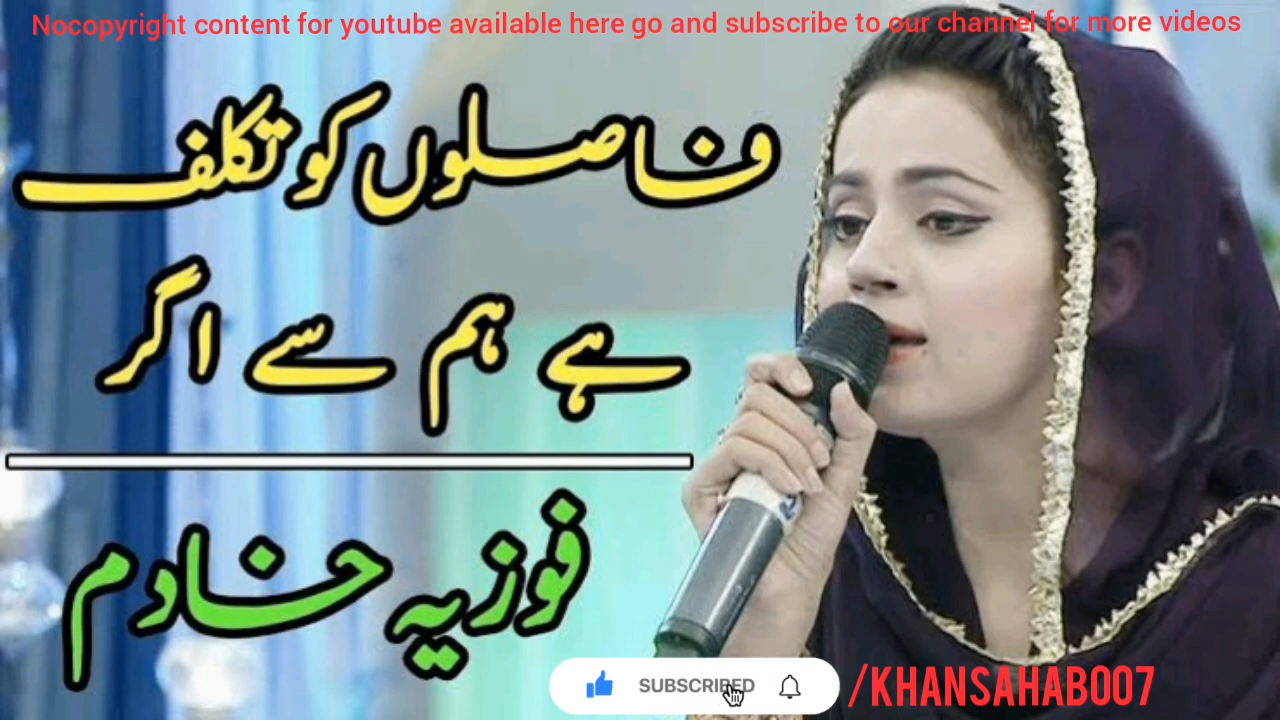 Nocopyright content for youtube available here go and subscribe to our channel for more videos
فاصلوں کو تکلف
ہے ہم سے اگر
فوزیہ خادم
SUBSCRIBED
/KHANSAHAB007